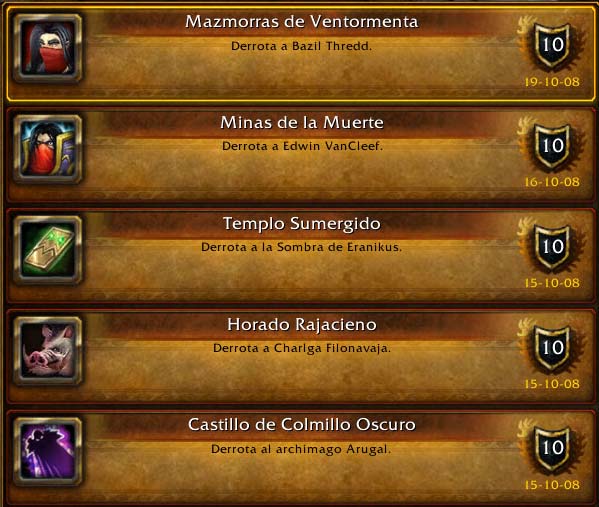 Mazmorras de Ventormenta
Derrota a Bazil Thredd.
10
19-10-08
Minas de la Muerte
Derrota a Edwin VanCleef.
10
16-10-08
Templo Sumergido
Derrota a la Sombra de Eranikus.
10
15-10-08
Horado Rajacieno
Derrota a Charlga Filonavaja.
10
15-10-08
Castillo de Colmillo Oscuro
Derrota al archimago Arugal.
10
15-10-08